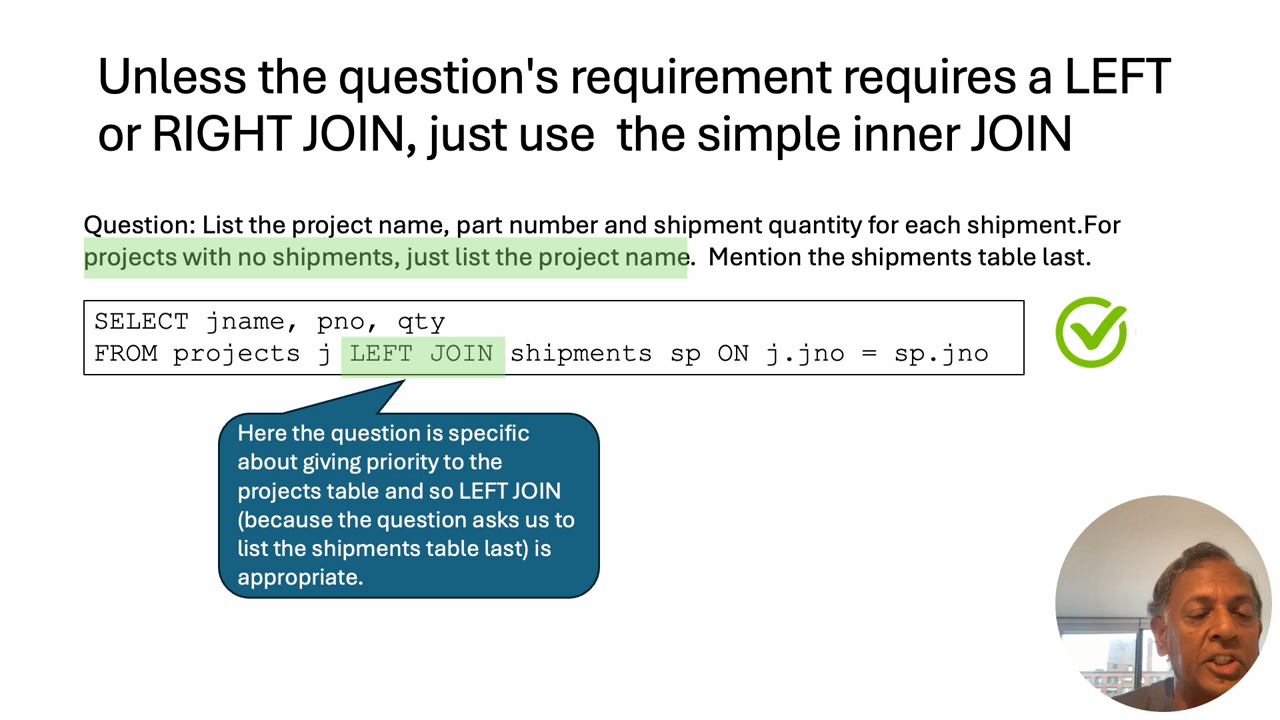 Unless the question's requirement requires a LEFT
or RIGHT JOIN, just use  the simple inner JOIN
Question: List the project name, part number and shipment quantity for each shipment.For
projects with no shipments, just list the project name.  Mention the shipments table last.
SELECT jname, pno, qty
FROM projects j LEFT JOIN shipments sp ON j.jno = sp.jno
Here the question is specific
about giving priority to the
projects table and so LEFT JOIN
(because the question asks us to
list the shipments table last) is
appropriate.